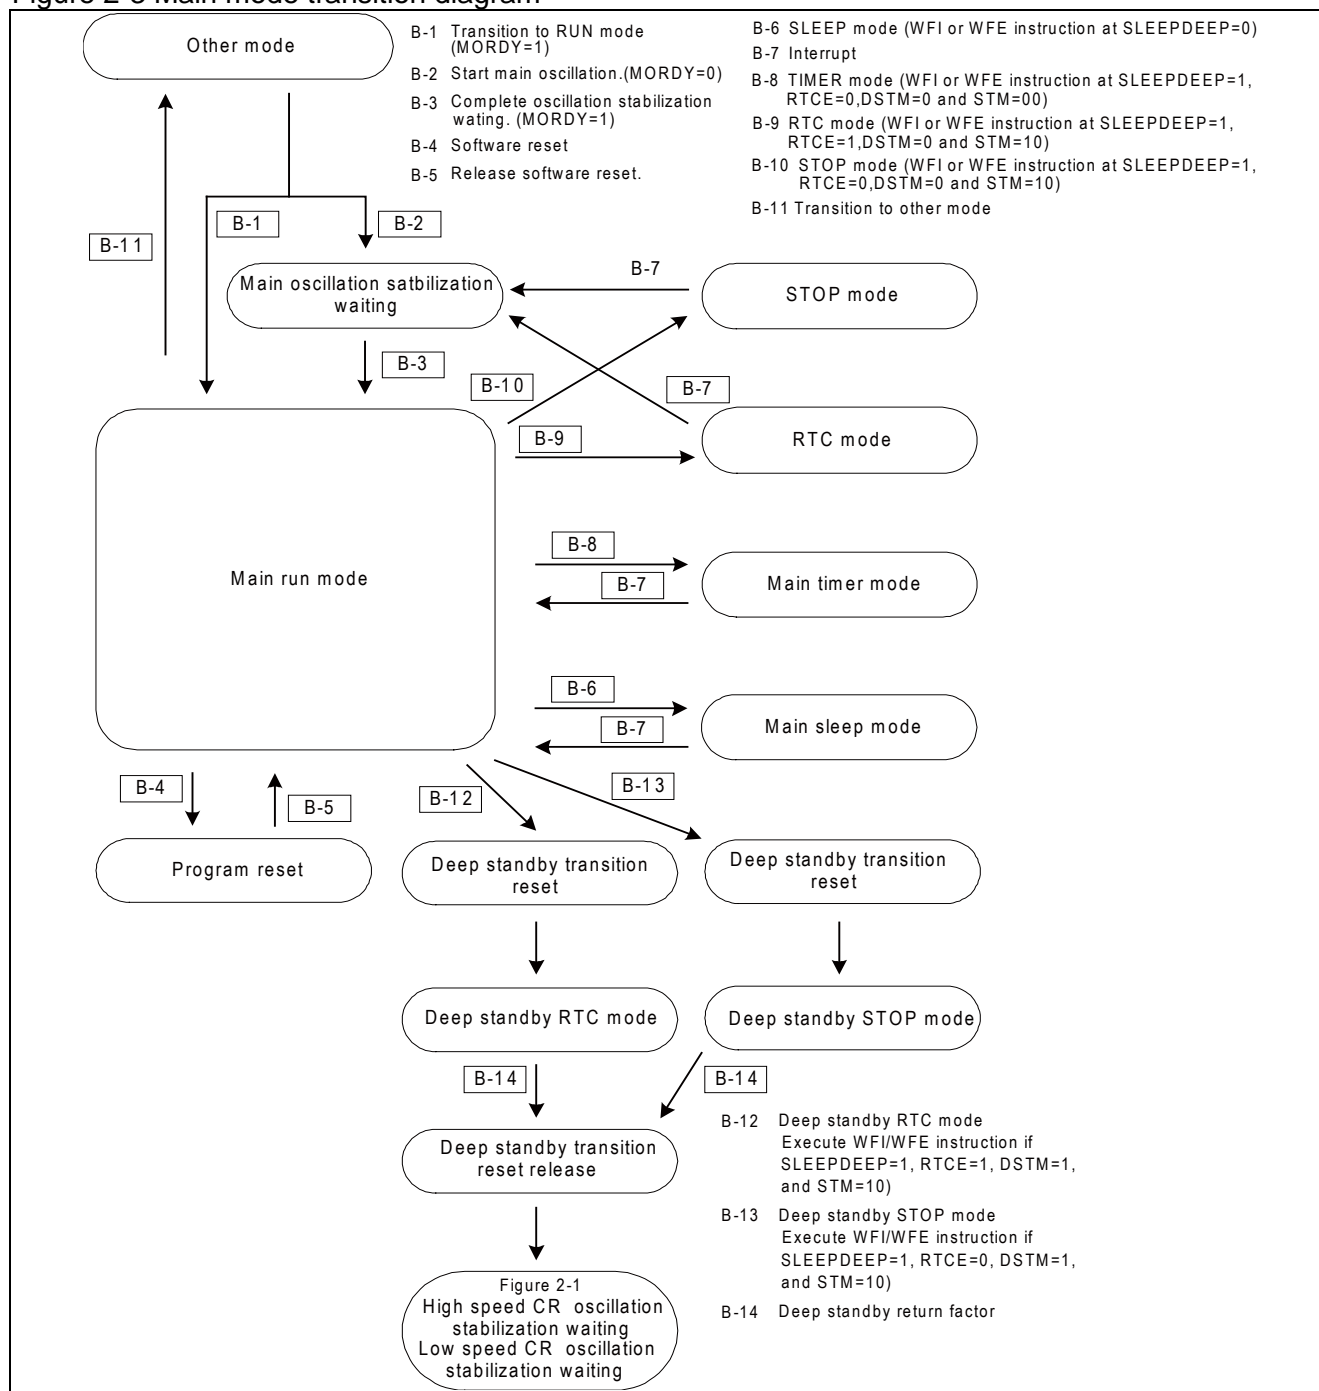 Figure 2-3 Main mode transition diagram
Other mode
B-1 Transition to RUN mode
(MORDY=1)
B-2 Start main oscillation.(MORDY=0)
B-3 Complete oscillation stabilization
wating. (MORDY=1)
B-4 Software reset
B-5 Release software reset.
B-6 SLEEP mode (WFI or WFE instruction at SLEEPDEEP=0)
B-7 Interrupt
B-8 TIMER mode (WFI or WFE instruction at SLEEPDEEP=1,
RTCE=0,DSTM=0 and STM=00)
B-9 RTC mode (WFI or WFE instruction at SLEEPDEEP=1,
RTCE=1,DSTM=0 and STM=10)
B-10 STOP mode (WFI or WFE instruction at SLEEPDEEP=1,
RTCE=0,DSTM=0 and STM=10)
B-11 Transition to other mode
B-11
B-1
B-2
Main oscillation satbilization
waiting
B-7
STOP mode
B-3
B-10
B-7
B-9
RTC mode
Main run mode
B-8
B-7
Main timer mode
B-6
B-7
Main sleep mode
B-4
B-5
B-12
B-13
Program reset
Deep standby transition
reset
Deep standby transition
reset
Deep standby RTC mode
Deep standby STOP mode
B-14
B-14
Deep standby transition
reset release
B-12 Deep standby RTC mode
Execute WFI/WFE instruction if
SLEEPDEEP=1, RTCE=1, DSTM=1,
and STM=10)
B-13 Deep standby STOP mode
Execute WFI/WFE instruction if
SLEEPDEEP=1, RTCE=0, DSTM=1,
and STM=10)
B-14 Deep standby return factor
Figure 2-1
High speed CR oscillation
stabilization waiting
Low speed CR oscillation
stabilization waiting